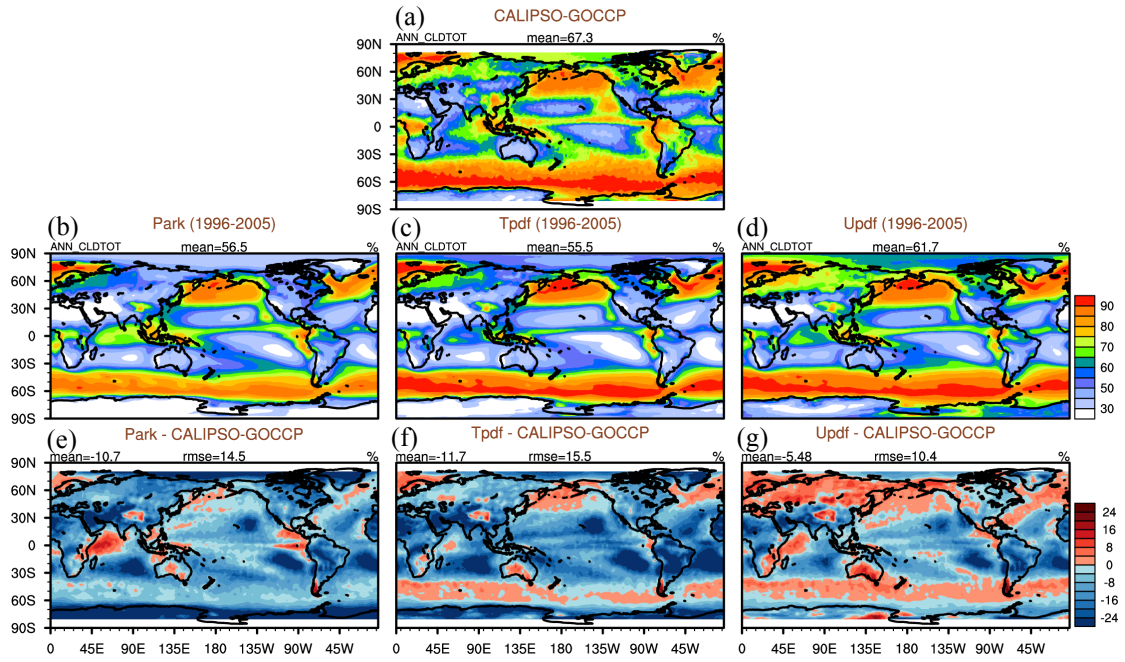 (a) CALIPSO-GOCCP
ANN_CLDTOT mean=67.3 %
90N
60N
30N
0
30S
60S
90S
(b) Park (1996-2005) (c) Tpdf (1996-2005) (d) Updf (1996-2005)
ANN_CLDTOT mean=56.5 % ANN_CLDTOT mean=55.5 % ANN_CLDTOT mean=61.7 %
90N
60N
30N
0
30S
60S
90S
90
80
70
60
50
30
(e) Park - CALIPSO-GOCCP (f) Tpdf - CALIPSO-GOCCP (g) Updf - CALIPSO-GOCCP
mean=-10.7 rmse=14.5 % mean=-11.7 rmse=15.5 % mean=-5.48 rmse=10.4 %
90N
60N
30N
0
30S
60S
90S
24
16
8
0
-8
-16
-24
0 45E 90E 135E 180 135W 90W 45W 0 45E 90E 135E 180 135W 90W 45W 0 45E 90E 135E 180 135W 90W 45W